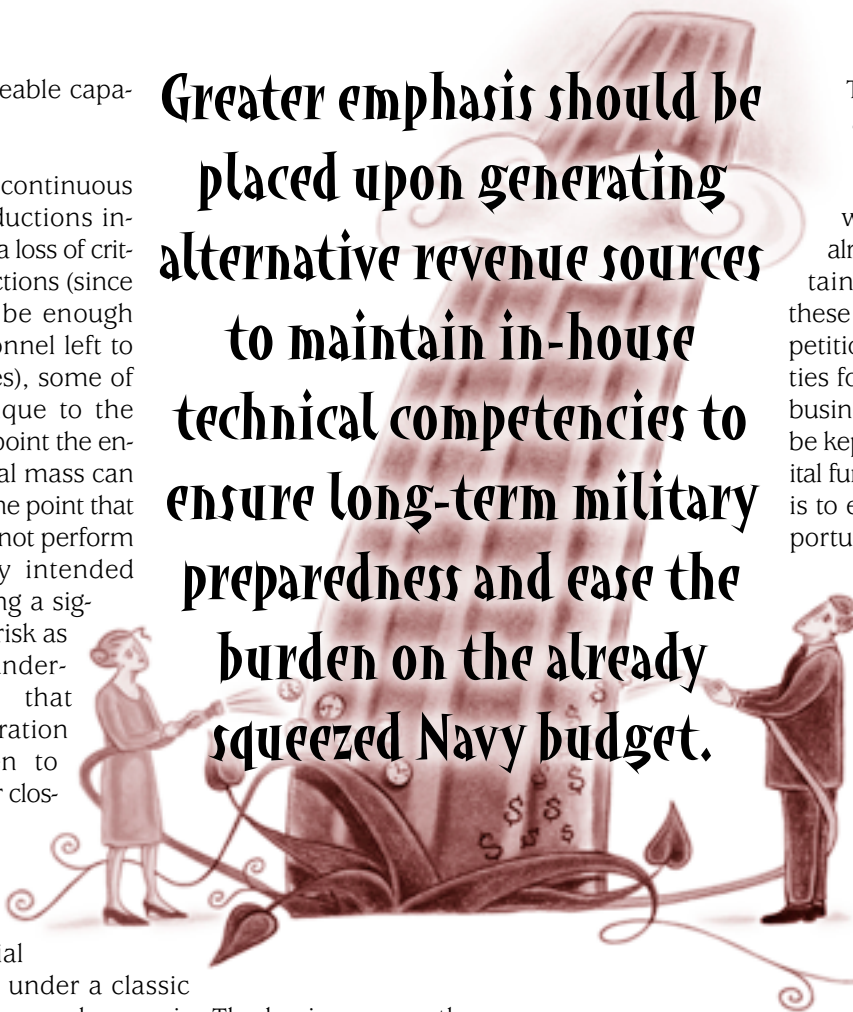 eable capa-
continuous
ductions in-
a loss of crit-
ctions (since
be enough
onnel left to
es), some of
que to the
point the en-
al mass can
he point that
not perform
y intended
ng a sig-
risk as
under-
that
ration
n to
r clos-
ial
under a classic
Greater emphasis should be
placed upon generating
alternative revenue sources
to maintain in-house
technical competencies to
ensure long-term military
preparedness and ease the
burden on the already
squeezed Navy budget.
T
w
alr
tain
these
petitio
ties fo
busin
be kep
ital fun
is to e
portu
$ $ $ $ $ $